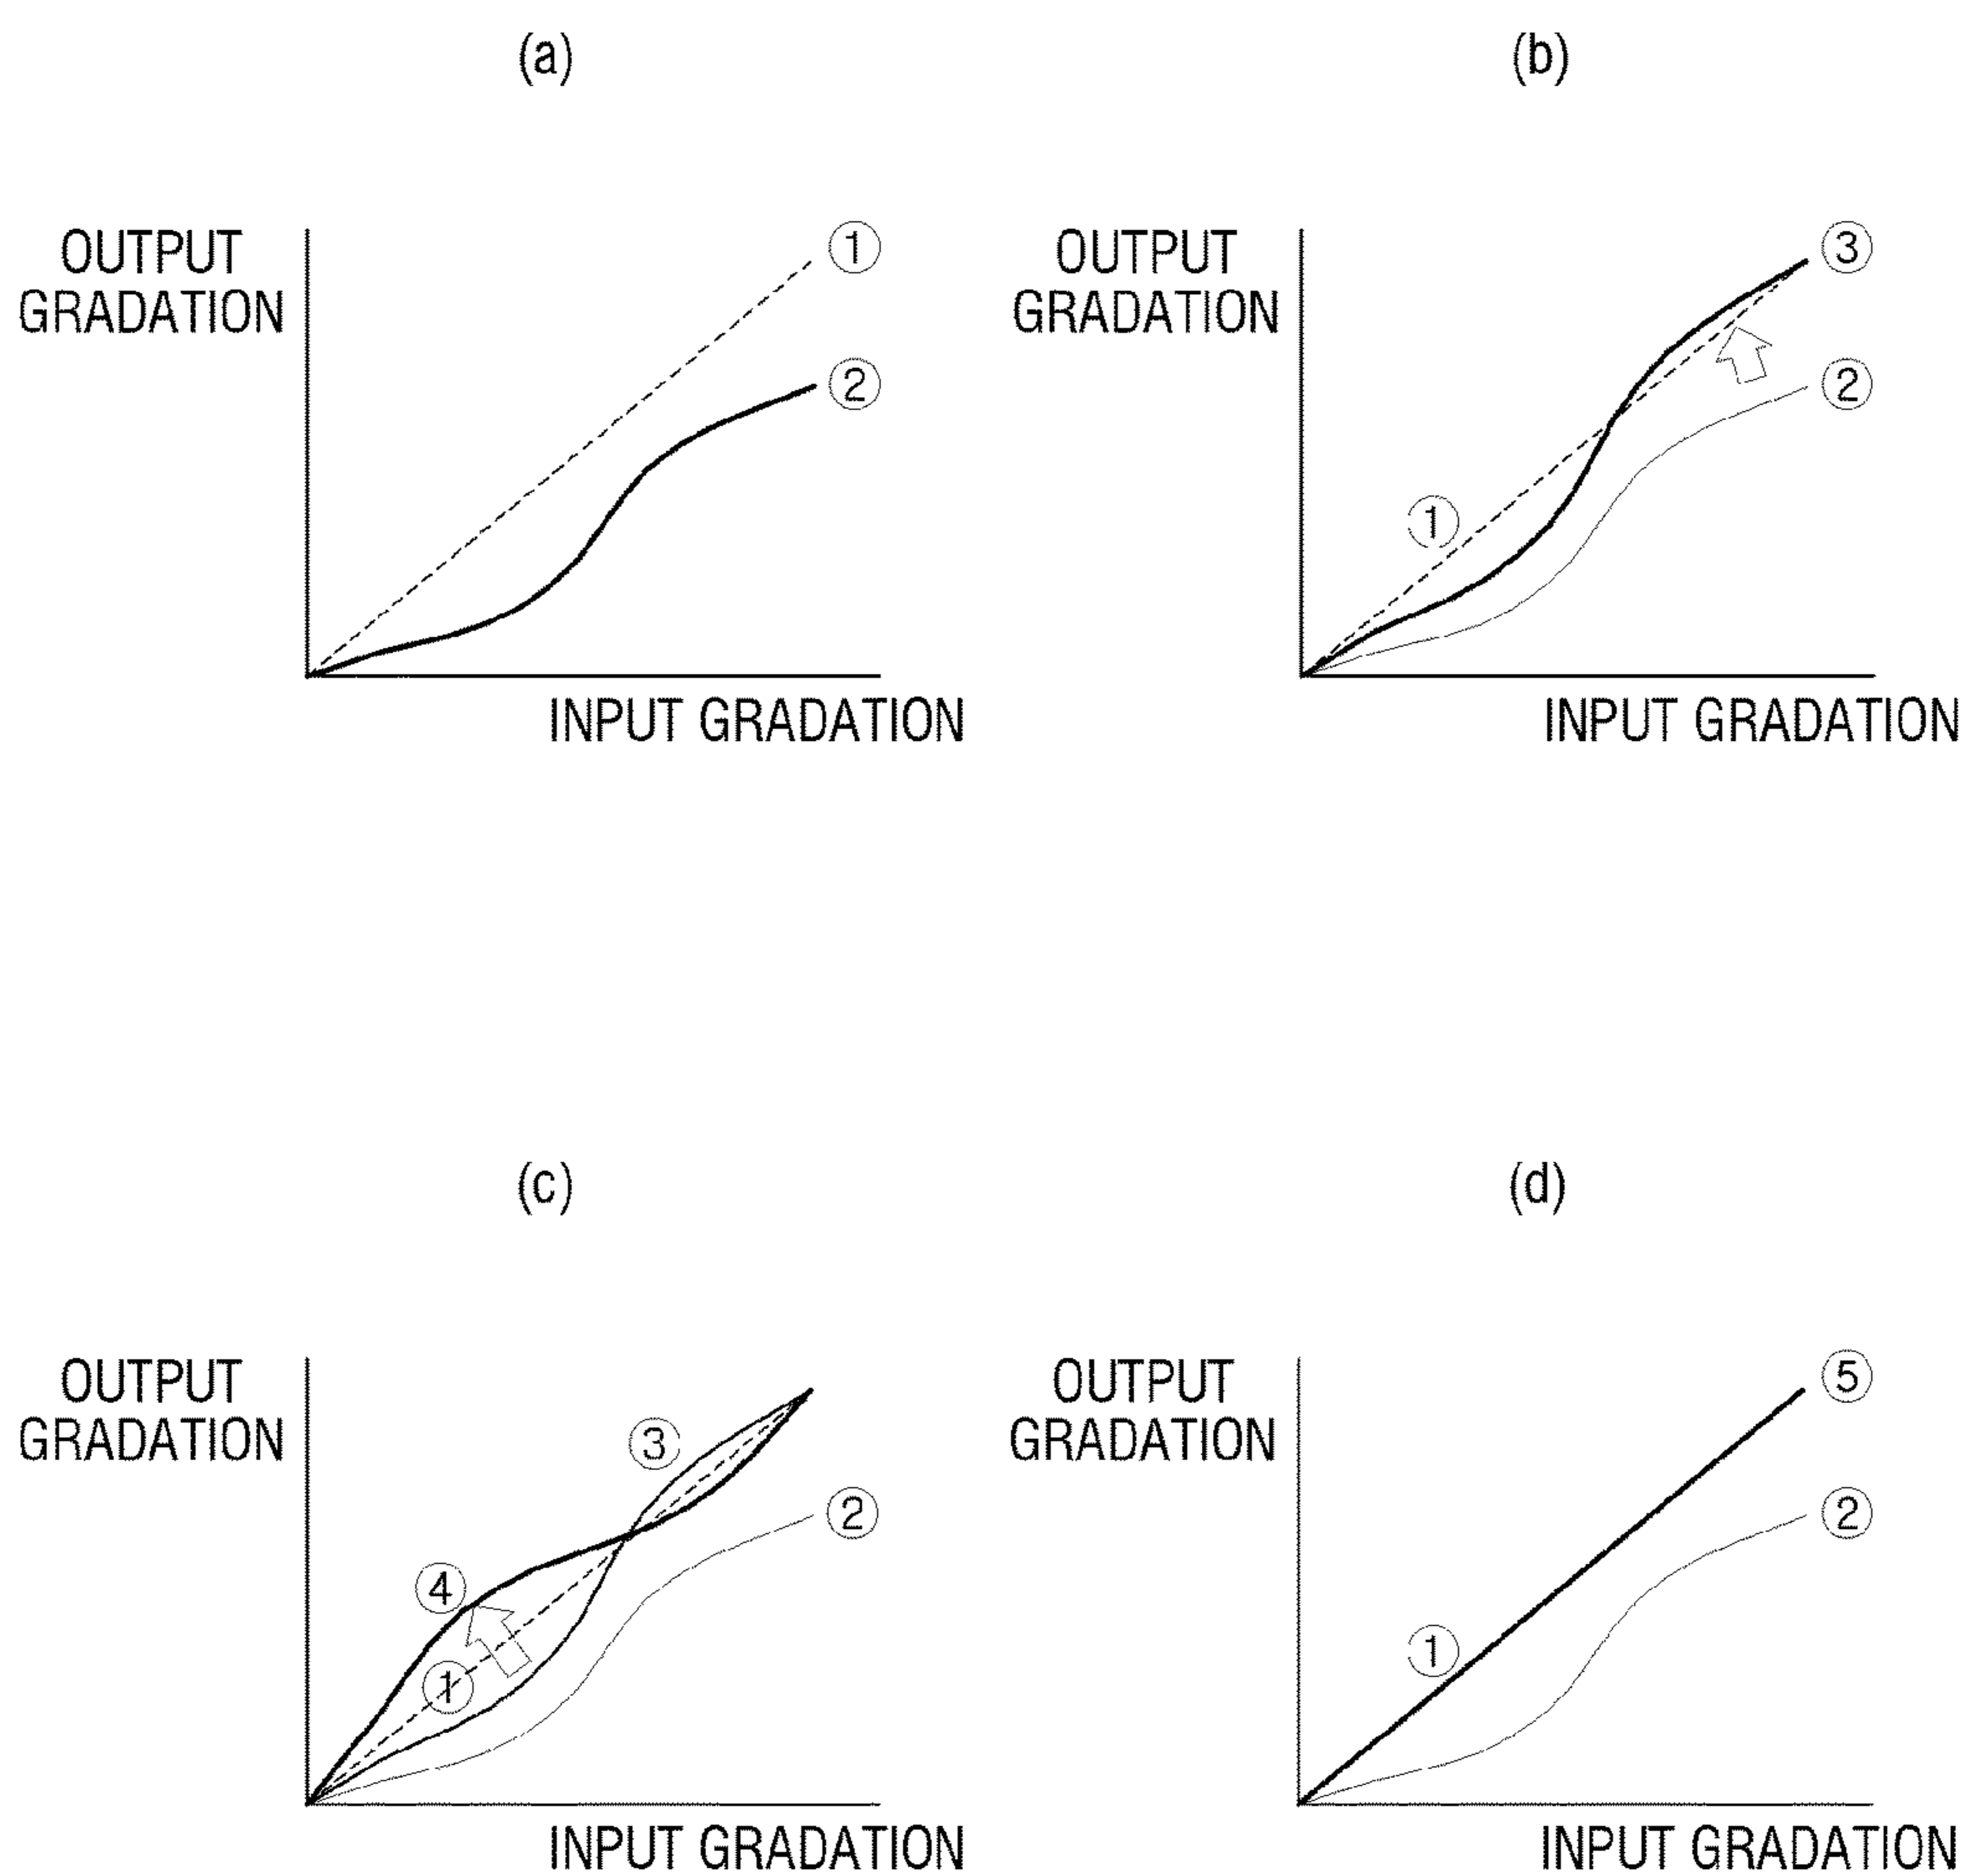 (a)
OUTPUT
GRADATION
①
②
INPUT GRADATION
(b)
OUTPUT
GRADATION
③
②
①
INPUT GRADATION
(c)
OUTPUT
GRADATION
③
②
④
①
INPUT GRADATION
(d)
OUTPUT
GRADATION
⑤
②
①
INPUT GRADATION